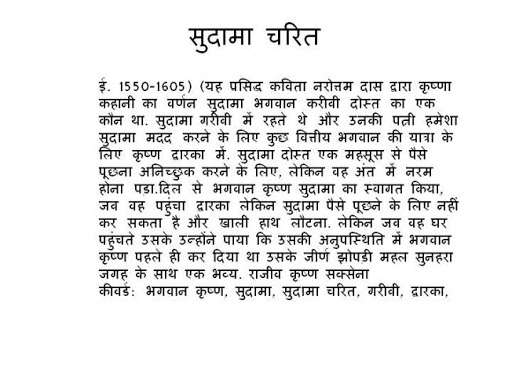 सुदामा चरित
ई. 1550-1605) (यह प्रसिद्ध कविता नरोत्तम दास द्वारा कृष्णा
कहानी का वर्णन सुदामा भगवान करीवी दोस्त का एक
कौन था. सुदामा गरीवी में रहते थे और उनकी पत्नी हमेशा
सुदामा मदद करने के लिए कुछ वित्तीय भगवान की यात्रा के
लिए कृष्ण द्वारका में. सुदामा दोस्त एक महसूस से पैसे
पूछना अनिच्छुक करने के लिए, लेकिन वह अंत में नरम
होना पडा.दिल से भगवान कृष्ण सुदामा का स्वागत किया,
जव वह पहुंचा द्वारका लेकिन सुदामा पैसे पूछने के लिए नहीं
कर सकता है और खाली हाथ लौटना. लेकिन जव वह घर
पहुंचते उसके उन्होंने पाया कि उसकी अनुपस्थिति में भगवान
कृष्ण पहले ही कर दिया था उसके जीर्ण झोपडी महल सुनहरा
जगह के साथ एक भव्य. राजीव कृष्ण सक्सेना
कीवर्ड: भगवान कृष्ण, सुदामा, सुदामा चरित, गरीवी, द्वारका,